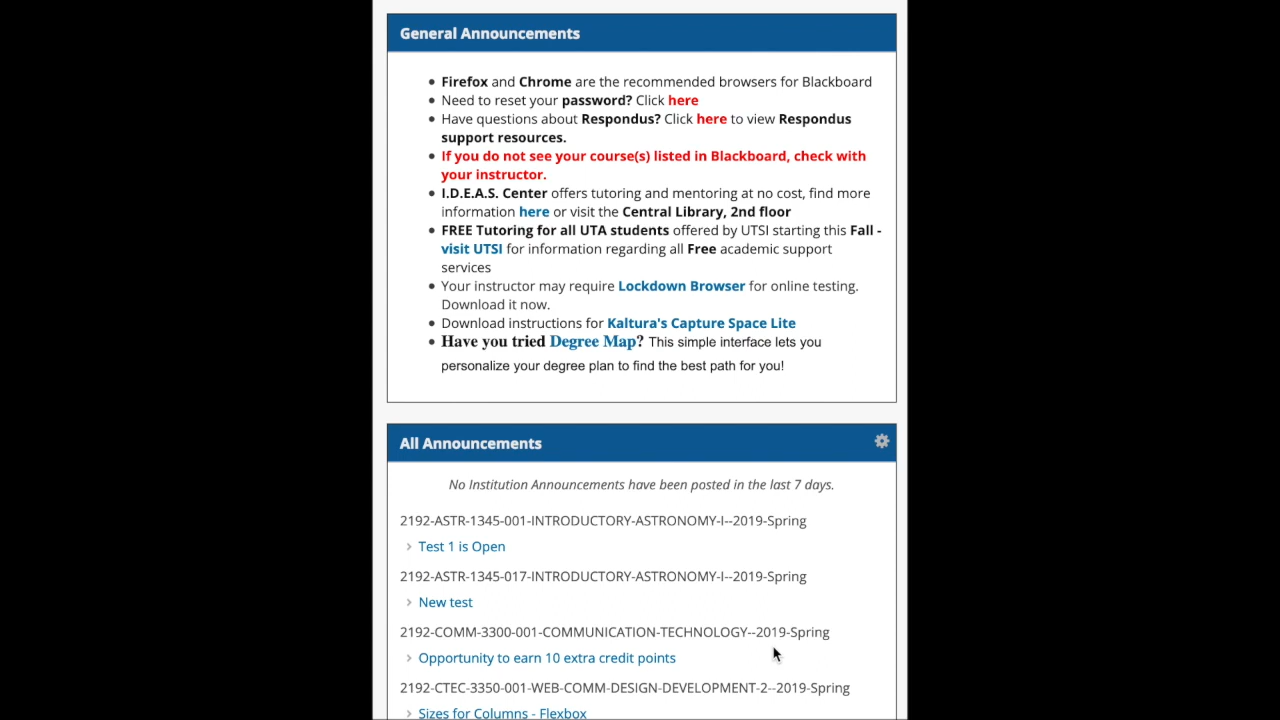 General Announcements
Firefox and Chrome are the recommended browsers for Blackboard
Need to reset your password? Click here
Have questions about Respondus? Click here to view Respondus
support resources.
If you do not see your course(s) listed in Blackboard, check with
your instructor.
I.D.E.A.S. Center offers tutoring and mentoring at no cost, find more
information here or visit the Central Library, 2nd floor
FREE Tutoring for all UTA students offered by UTSI starting this Fall -
visit UTSI for information regarding all Free academic support
services
Your instructor may require Lockdown Browser for online testing.
Download it now.
Download instructions for Kaltura's Capture Space Lite
Have you tried Degree Map? This simple interface lets you
personalize your degree plan to find the best path for you!
All Announcements
No Institution Announcements have been posted in the last 7 days.
2192-ASTR-1345-001-INTRODUCTORY-ASTRONOMY-I--2019-Spring
Test 1 is Open
2192-ASTR-1345-017-INTRODUCTORY-ASTRONOMY-I--2019-Spring
New test
2192-COMM-3300-001-COMMUNICATION-TECHNOLOGY--2019-Spring
Opportunity to earn 10 extra credit points
2192-CTEC-3350-001-WEB-COMM-DESIGN-DEVELOPMENT-2--2019-Spring
Sizes for Columns - Flexbox